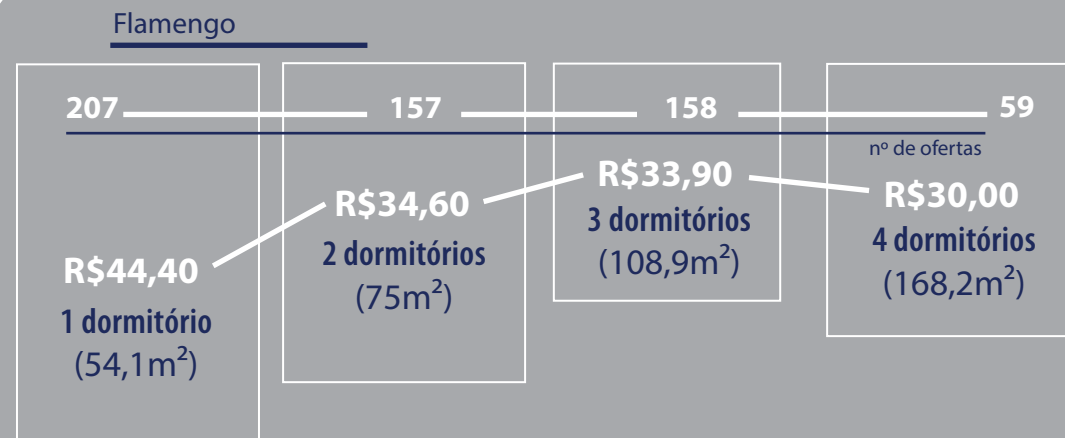 Flamengo
207
157
158
59
nº de ofertas
R$44,40
1 dormitório
(54,1m²)
R$34,60
2 dormitórios
(75m²)
R$33,90
3 dormitórios
(108,9m²)
R$30,00
4 dormitórios
(168,2m²)